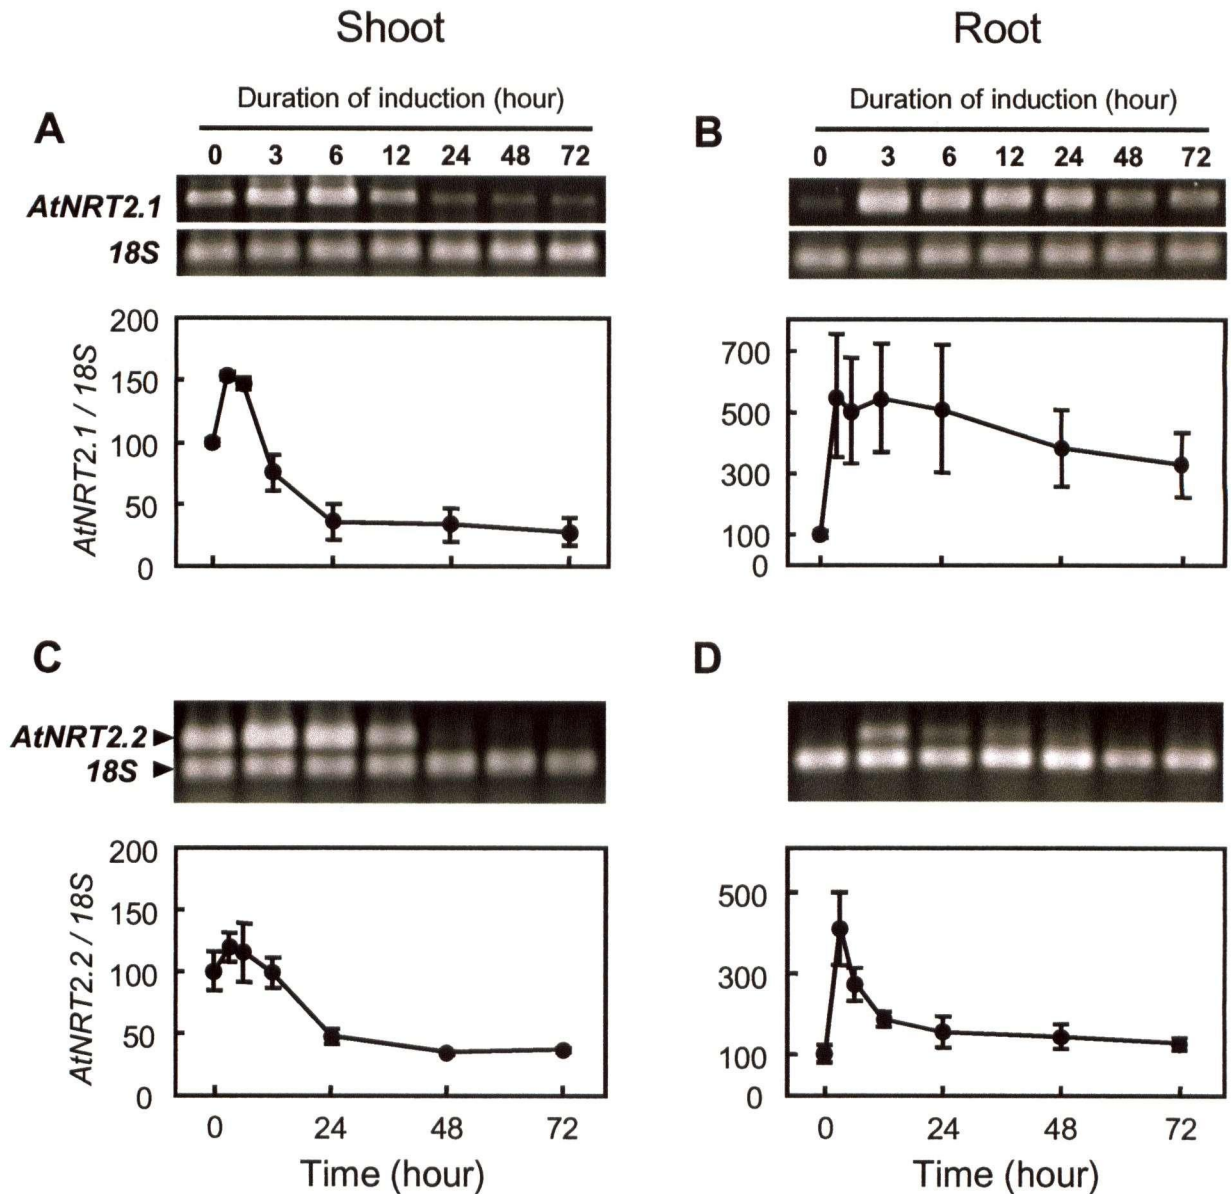 Shoot
Root
Duration of induction (hour)
Duration of induction (hour)
A
B
0 3 6 12 24 48 72
0 3 6 12 24 48 72
AtNRT2.1
18S
200
150
100
50
0
AtNRT2.1 / 18S
700
500
300
100
0
C
D
AtNRT2.2
18S
200
150
100
50
0
AtNRT2.2 / 18S
500
300
100
0
0 24 48 72
0 24 48 72
Time (hour)
Time (hour)